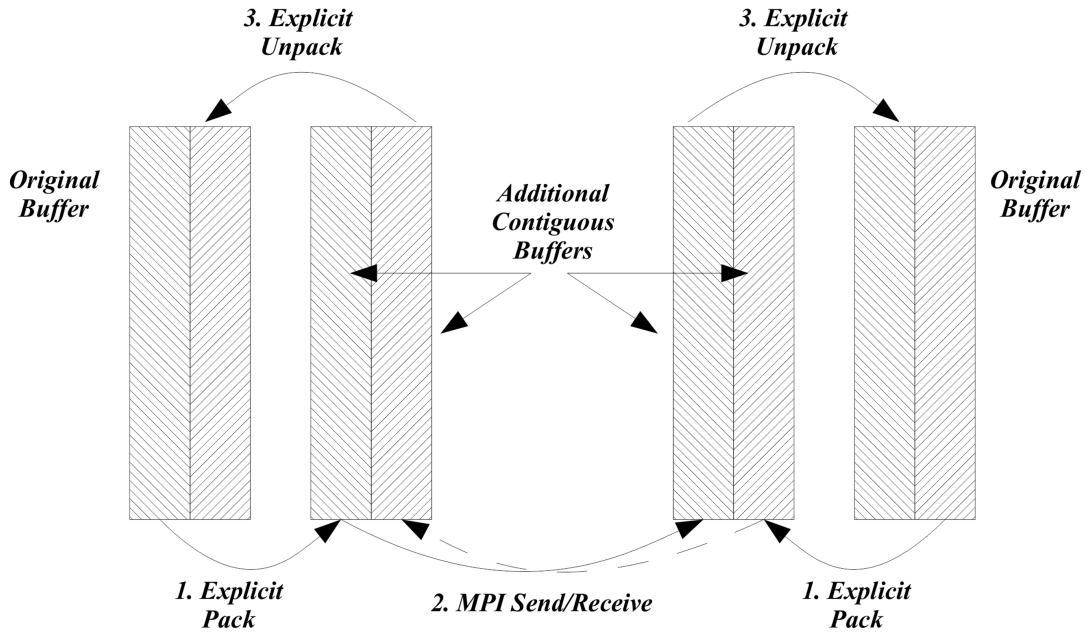 3. Explicit
Unpack
3. Explicit
Unpack
Original
Buffer
Additional
Contiguous
Buffers
Original
Buffer
1. Explicit
Pack
2. MPI Send/Receive
1. Explicit
Pack